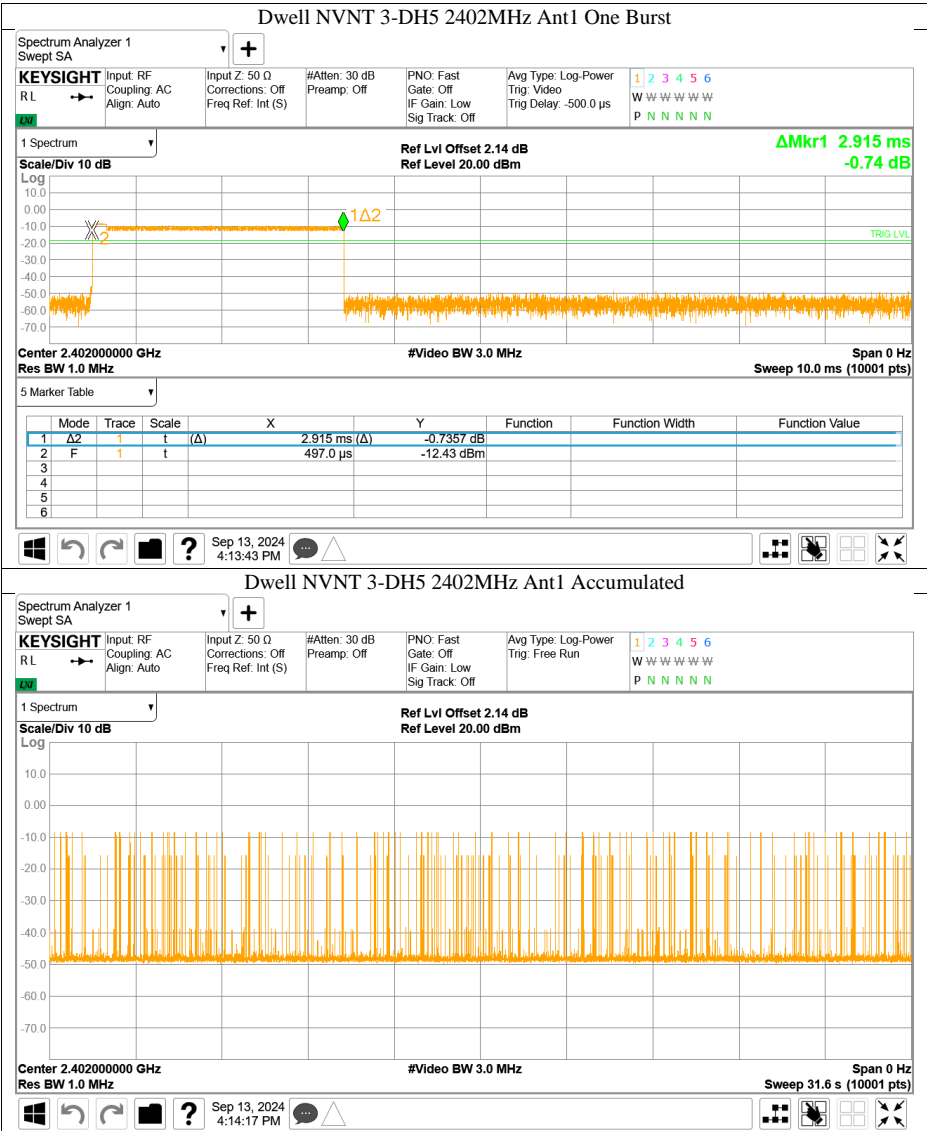 Dwell NVNT 3-DH5 2402MHz Ant1 One Burst
Spectrum Analyzer 1
Swept SA
+
KEYSIGHT Input: RF Input Z: 50 Ω #Atten: 30 dB PNO: Fast Avg Type: Log-Power 1 2 3 4 5 6
RL Coupling: AC Corrections: Off Preamp: Off Gate: Off Trig: Video W W W W W W
Align: Auto Freq Ref: Int (S) IF Gain: Low Trig Delay: -500.0 µs
LXI Sig Track: Off P N N N N N
1 Spectrum Ref Lvl Offset 2.14 dB ΔMkr1 2.915 ms
Scale/Div 10 dB Ref Level 20.00 dBm -0.74 dB
Log
10.0
0.00
1Δ2
-10.0
2
TRIG LVL
-20.0
-30.0
-40.0
-50.0
-60.0
-70.0
Center 2.402000000 GHz #Video BW 3.0 MHz Span 0 Hz
Res BW 1.0 MHz Sweep 10.0 ms (10001 pts)
5 Marker Table
Mode Trace Scale X Y Function Function Width Function Value
1 Δ2 1 t (Δ) 2.915 ms (Δ) -0.7357 dB
2 F 1 t 497.0 µs -12.43 dBm
3
4
5
6
? Sep 13, 2024
4:13:43 PM
Dwell NVNT 3-DH5 2402MHz Ant1 Accumulated
Spectrum Analyzer 1
Swept SA
+
KEYSIGHT Input: RF Input Z: 50 Ω #Atten: 30 dB PNO: Fast Avg Type: Log-Power 1 2 3 4 5 6
RL Coupling: AC Corrections: Off Preamp: Off Gate: Off Trig: Free Run W W W W W W
Align: Auto Freq Ref: Int (S) IF Gain: Low
LXI Sig Track: Off P N N N N N
1 Spectrum Ref Lvl Offset 2.14 dB
Scale/Div 10 dB Ref Level 20.00 dBm
Log
10.0
0.00
-10.0
-20.0
-30.0
-40.0
-50.0
-60.0
-70.0
Center 2.402000000 GHz #Video BW 3.0 MHz Span 0 Hz
Res BW 1.0 MHz Sweep 31.6 s (10001 pts)
? Sep 13, 2024
4:14:17 PM